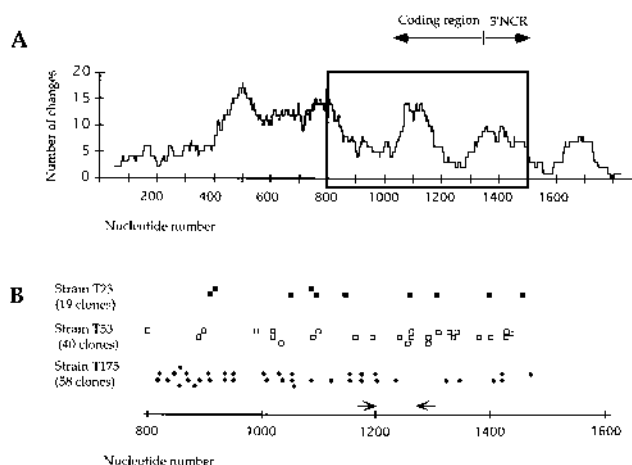 Coding region 3'NCR
A
Number of changes
20
15
10
5
0
200 400 600 800 1000 1200 1400 1600
Nucleotide number
B
Strain T23
(19 clones)
Strain T53
(40 clones)
Strain T175
(58 clones)
800 1000 1200 1400 1600
Nucleotide number